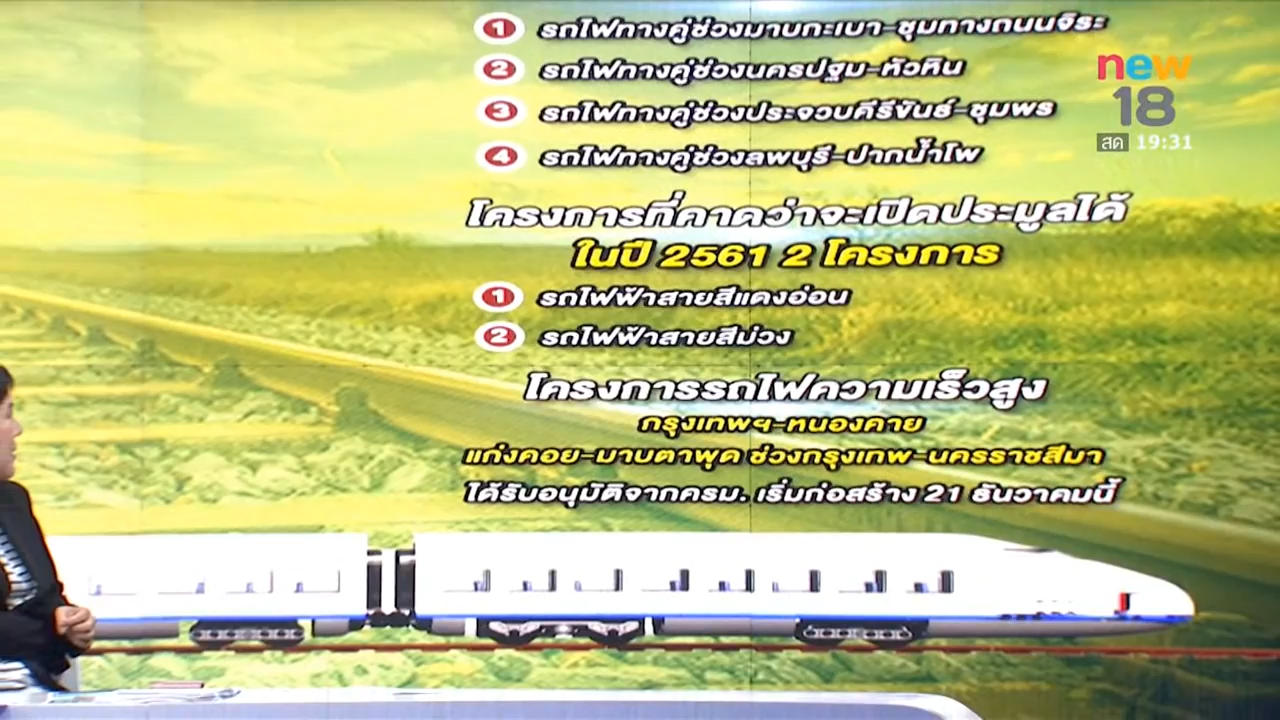 1 รถไฟทางคู่ช่วงมาบกะเบา-ชุมทางถนนจิระ
2 รถไฟทางคู่ช่วงนครปฐม-หัวหิน
3 รถไฟทางคู่ช่วงประจวบคีรีขันธ์-ชุมพร
4 รถไฟทางคู่ช่วงลพบุรี-ปากน้ำโพ
new
18
สด 19:31
โครงการที่คาดว่าจะเปิดประมูลได้
ในปี 2561 2 โครงการ
1 รถไฟฟ้าสายสีแดงอ่อน
2 รถไฟฟ้าสายสีม่วง
โครงการรถไฟความเร็วสูง
กรุงเทพฯ-หนองคาย
แก่งคอย-มาบตาพุด ช่วงกรุงเทพ-นครราชสีมา
ได้รับอนุมัติจากครม. เริ่มก่อสร้าง 21 ธันวาคมนี้